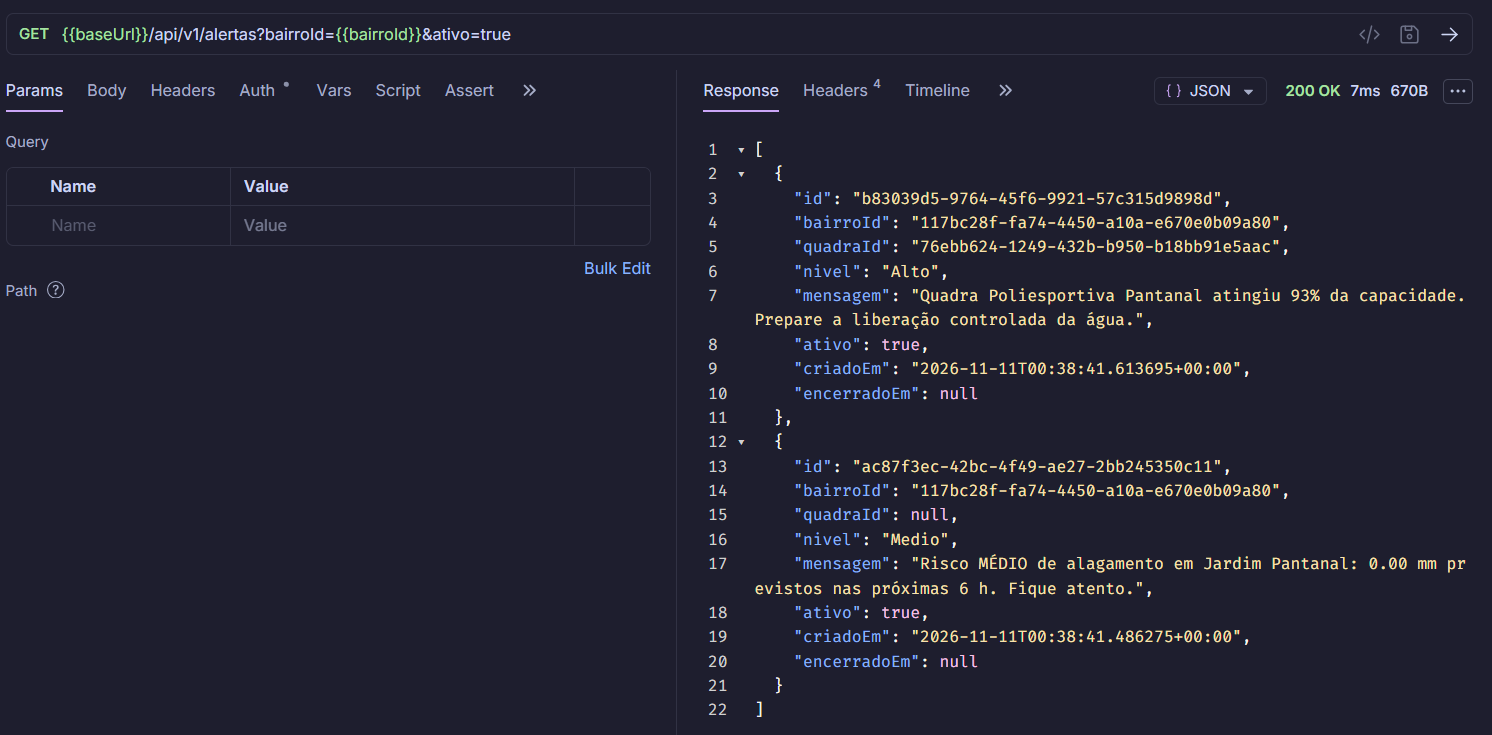 GET {{baseUrl}}/api/v1/alertas?bairroId={{bairroId}}&ativo=true
Params Body Headers Auth Vars Script Assert
Response Headers 4 Timeline { } JSON 200 OK 7ms 670B
Query
Name Value
Name Value
Bulk Edit
Path ?
1 [
2 {
3 "id": "b83039d5-9764-45f6-9921-57c315d9898d",
4 "bairroId": "117bc28f-fa74-4450-a10a-e670e0b09a80",
5 "quadraId": "76ebb624-1249-432b-b950-b18bb91e5aac",
6 "nivel": "Alto",
7 "mensagem": "Quadra Poliesportiva Pantanal atingiu 93% da capacidade.
Prepare a liberação controlada da água.",
8 "ativo": true,
9 "criadoEm": "2026-11-11T00:38:41.613695+00:00",
10 "encerradoEm": null
11 },
12 {
13 "id": "ac87f3ec-42bc-4f49-ae27-2bb245350c11",
14 "bairroId": "117bc28f-fa74-4450-a10a-e670e0b09a80",
15 "quadraId": null,
16 "nivel": "Medio",
17 "mensagem": "Risco MÉDIO de alagamento em Jardim Pantanal: 0.00 mm pr
evistos nas próximas 6 h. Fique atento.",
18 "ativo": true,
19 "criadoEm": "2026-11-11T00:38:41.486275+00:00",
20 "encerradoEm": null
21 }
22 ]